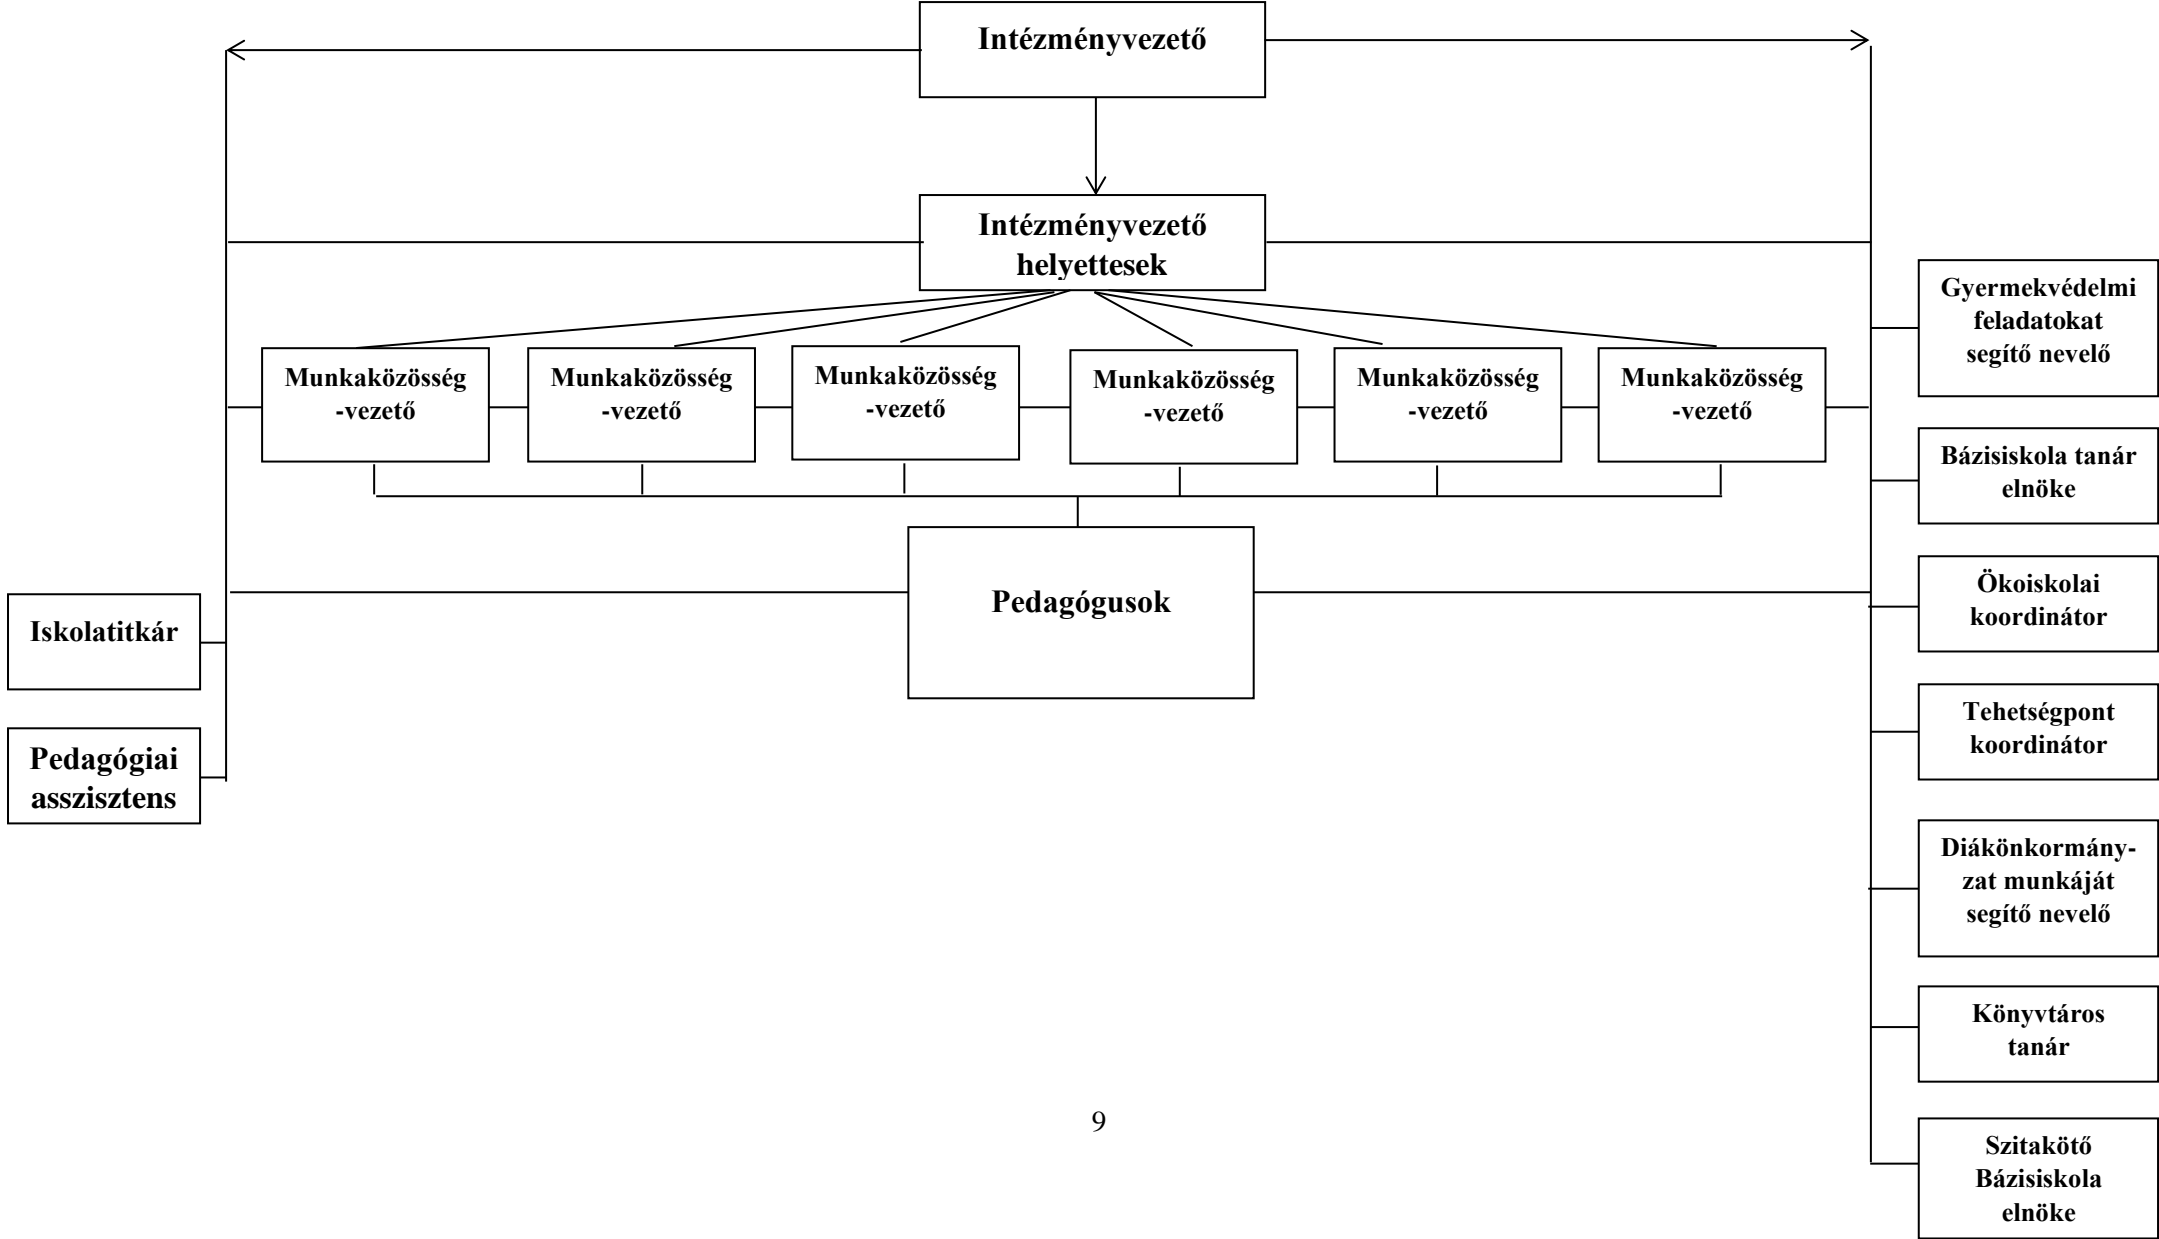 Intézményvezető
Intézményvezető
helyettesek
Munkaközösség
-vezető
Munkaközösség
-vezető
Munkaközösség
-vezető
Munkaközösség
-vezető
Munkaközösség
-vezető
Munkaközösség
-vezető
Pedagógusok
Iskolatitkár
Pedagógiai
asszisztens
Gyermekvédelmi
feladatokat
segítő nevelő
Bázisiskola tanár
elnöke
Ökoiskolai
koordinátor
Tehetségpont
koordinátor
Diákönkormány-
zat munkáját
segítő nevelő
Könyvtáros
tanár
Szitakötő
Bázisiskola
elnöke
9